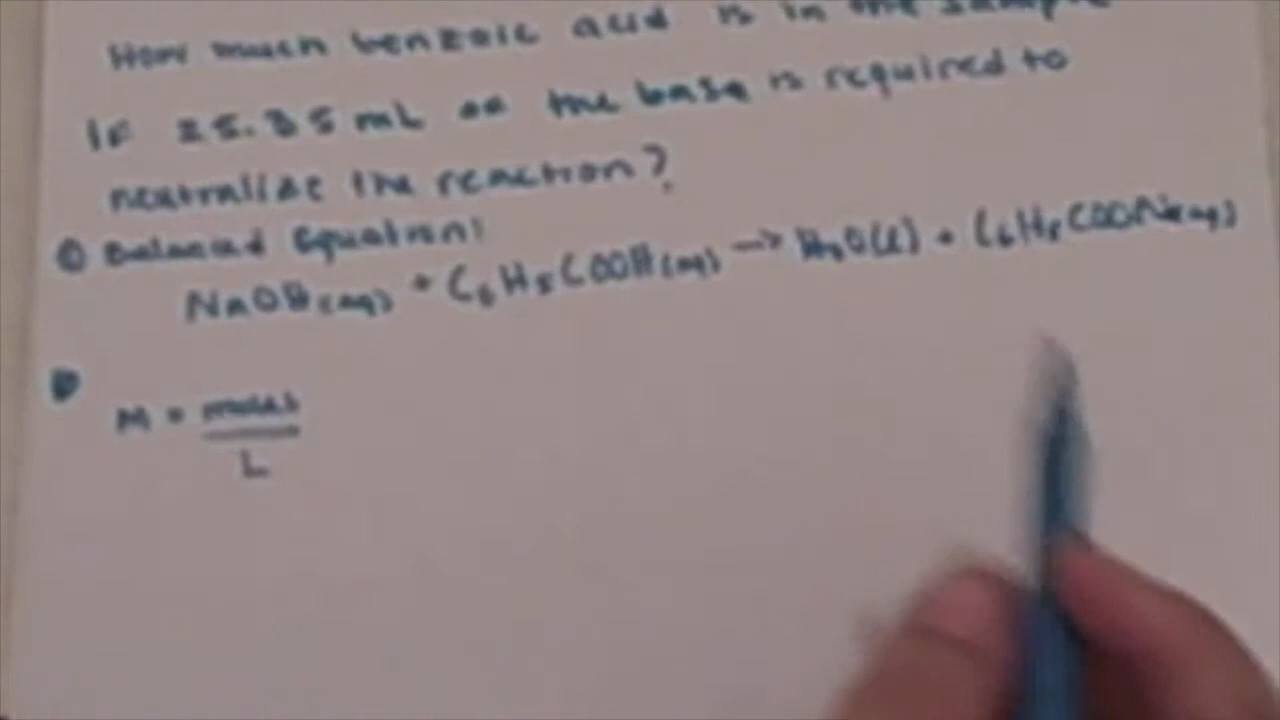 How much benzoic acid is in the sample
IF 25.35 mL of the base is required to
neutralize the reaction?
① Balanced Equation:
NaOH(aq) + C6H5COOH(aq) → H2O(l) + C6H5COONa(aq)
M = moles
L